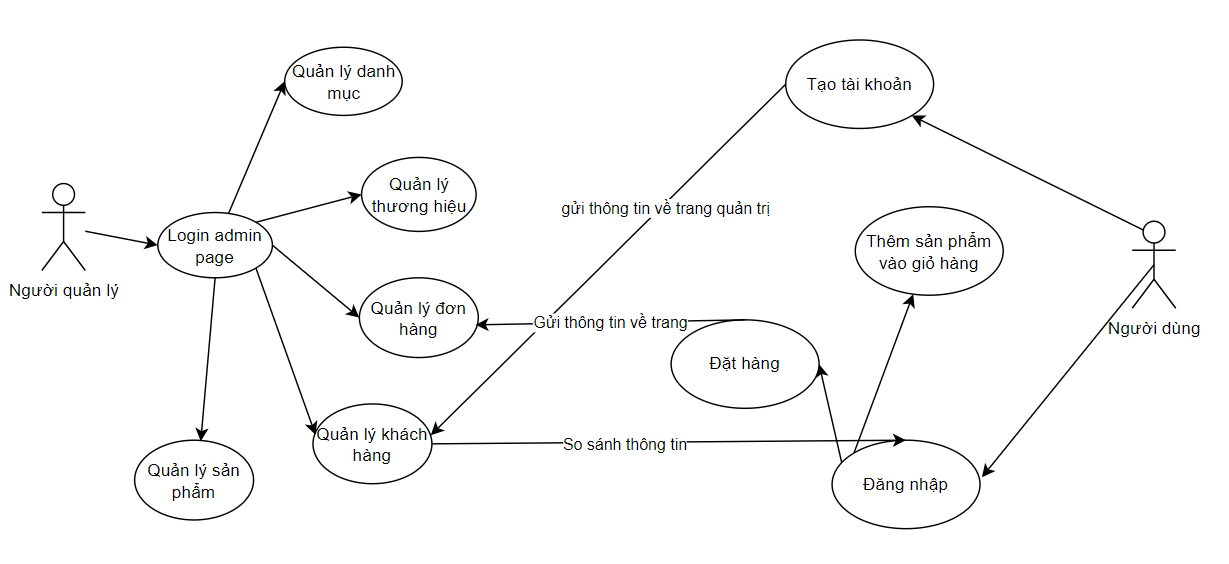 Quản lý danh
mục
Tạo tài khoản
Quản lý
thương hiệu
gửi thông tin về trang quản trị
Login admin
page
Thêm sản phẩm
vào giỏ hàng
Người quản lý
Quản lý đơn
hàng
Gửi thông tin về trang
Người dùng
Đặt hàng
Quản lý khách
hàng
So sánh thông tin
Quản lý sản
phẩm
Đăng nhập